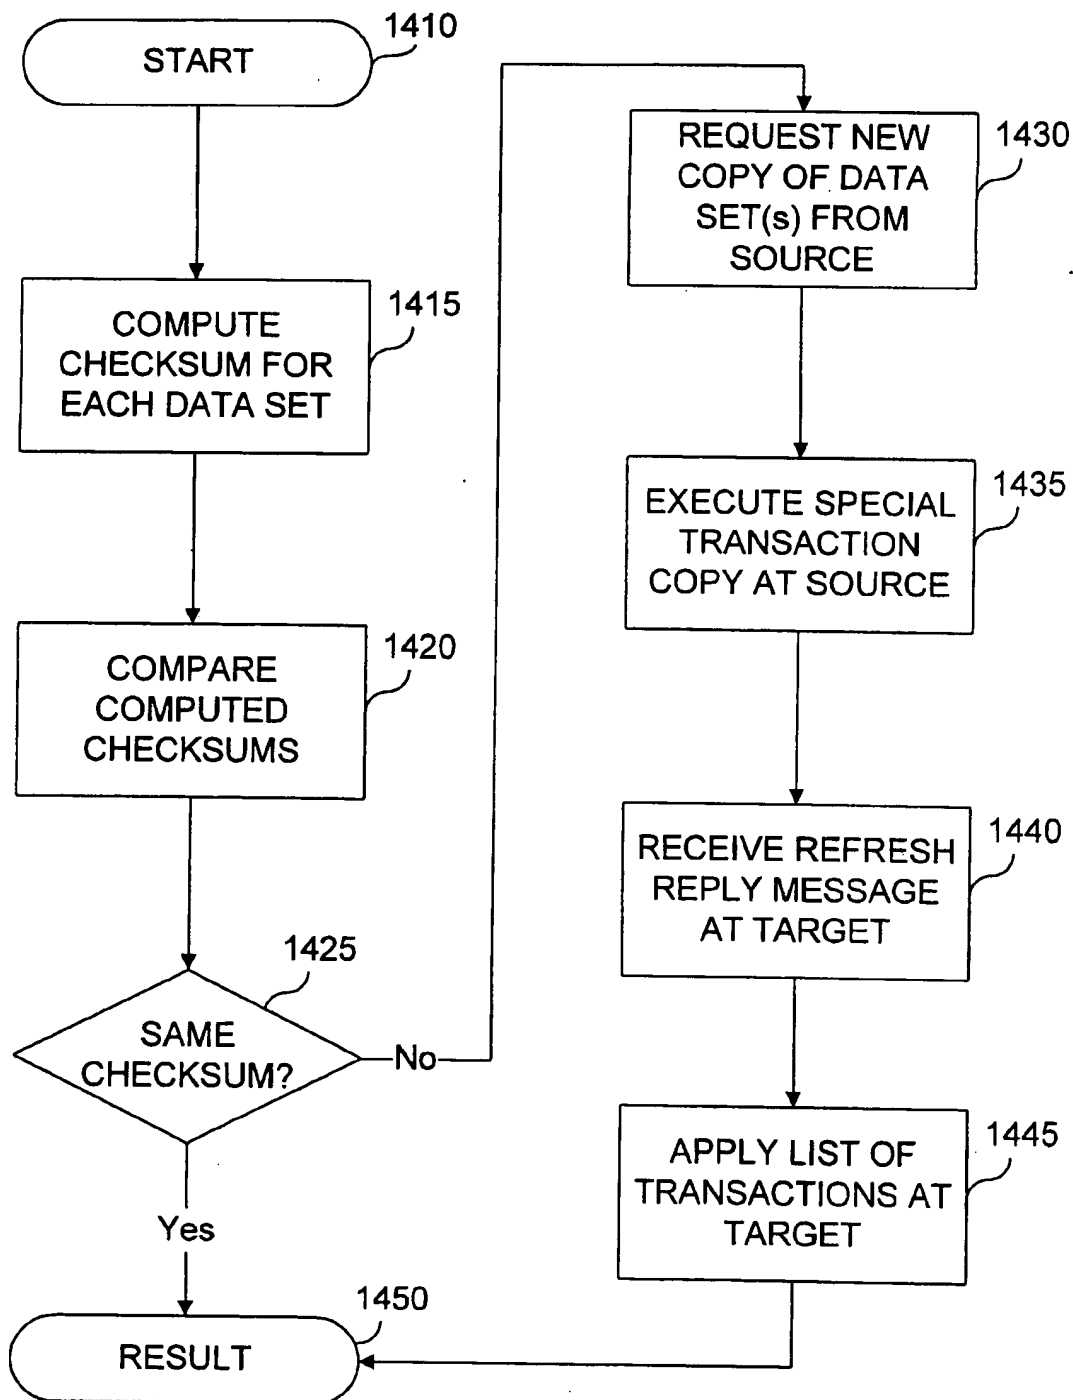 START
1410
COMPUTE
CHECKSUM FOR
EACH DATA SET
1415
COMPARE
COMPUTED
CHECKSUMS
1420
SAME
CHECKSUM?
1425
No
Yes
REQUEST NEW
COPY OF DATA
SET(s) FROM
SOURCE
1430
EXECUTE SPECIAL
TRANSACTION
COPY AT SOURCE
1435
RECEIVE REFRESH
REPLY MESSAGE
AT TARGET
1440
APPLY LIST OF
TRANSACTIONS AT
TARGET
1445
RESULT
1450